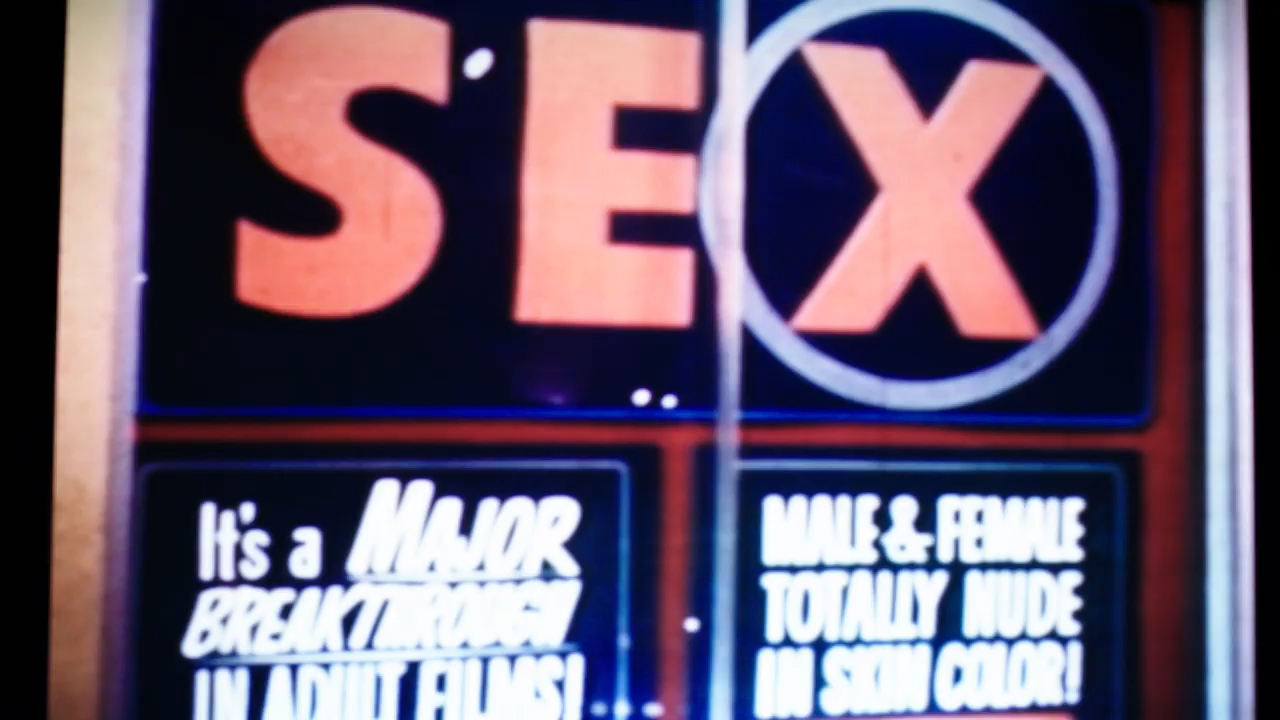 SEX
It's a MAJOR
BREAKTHROUGH
IN ADULT FILMS!
MALE & FEMALE
TOTALLY NUDE
IN SKIN COLOR!